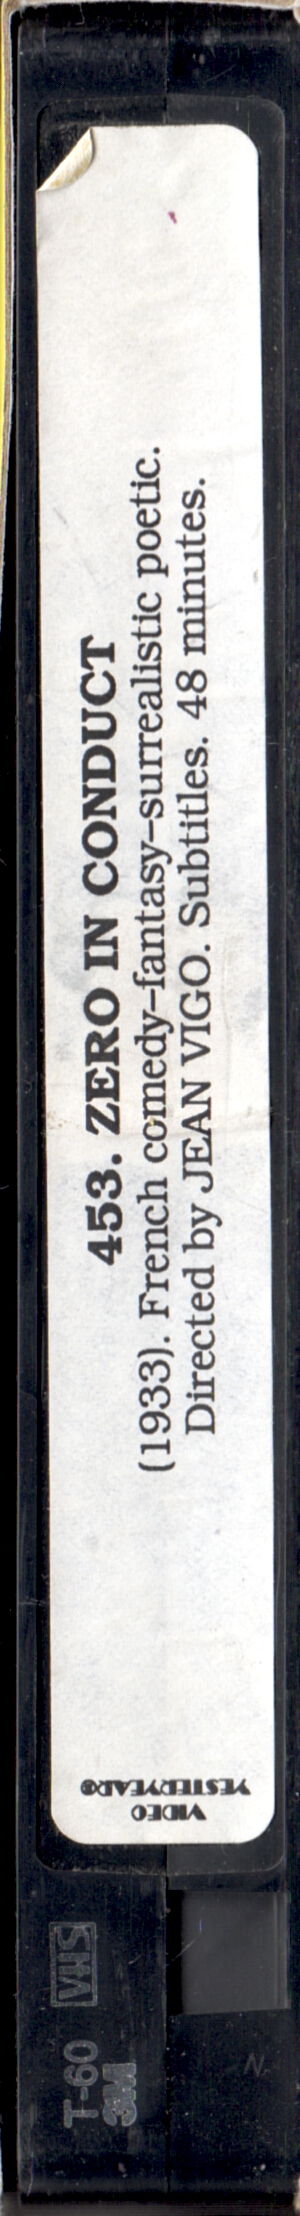 453. ZERO IN CONDUCT
(1933). French comedy-fantasy-surrealistic poetic.
Directed by JEAN VIGO. Subtitles. 48 minutes.
VIDEO
YESTERYEAR®
VHS
T-60
3M